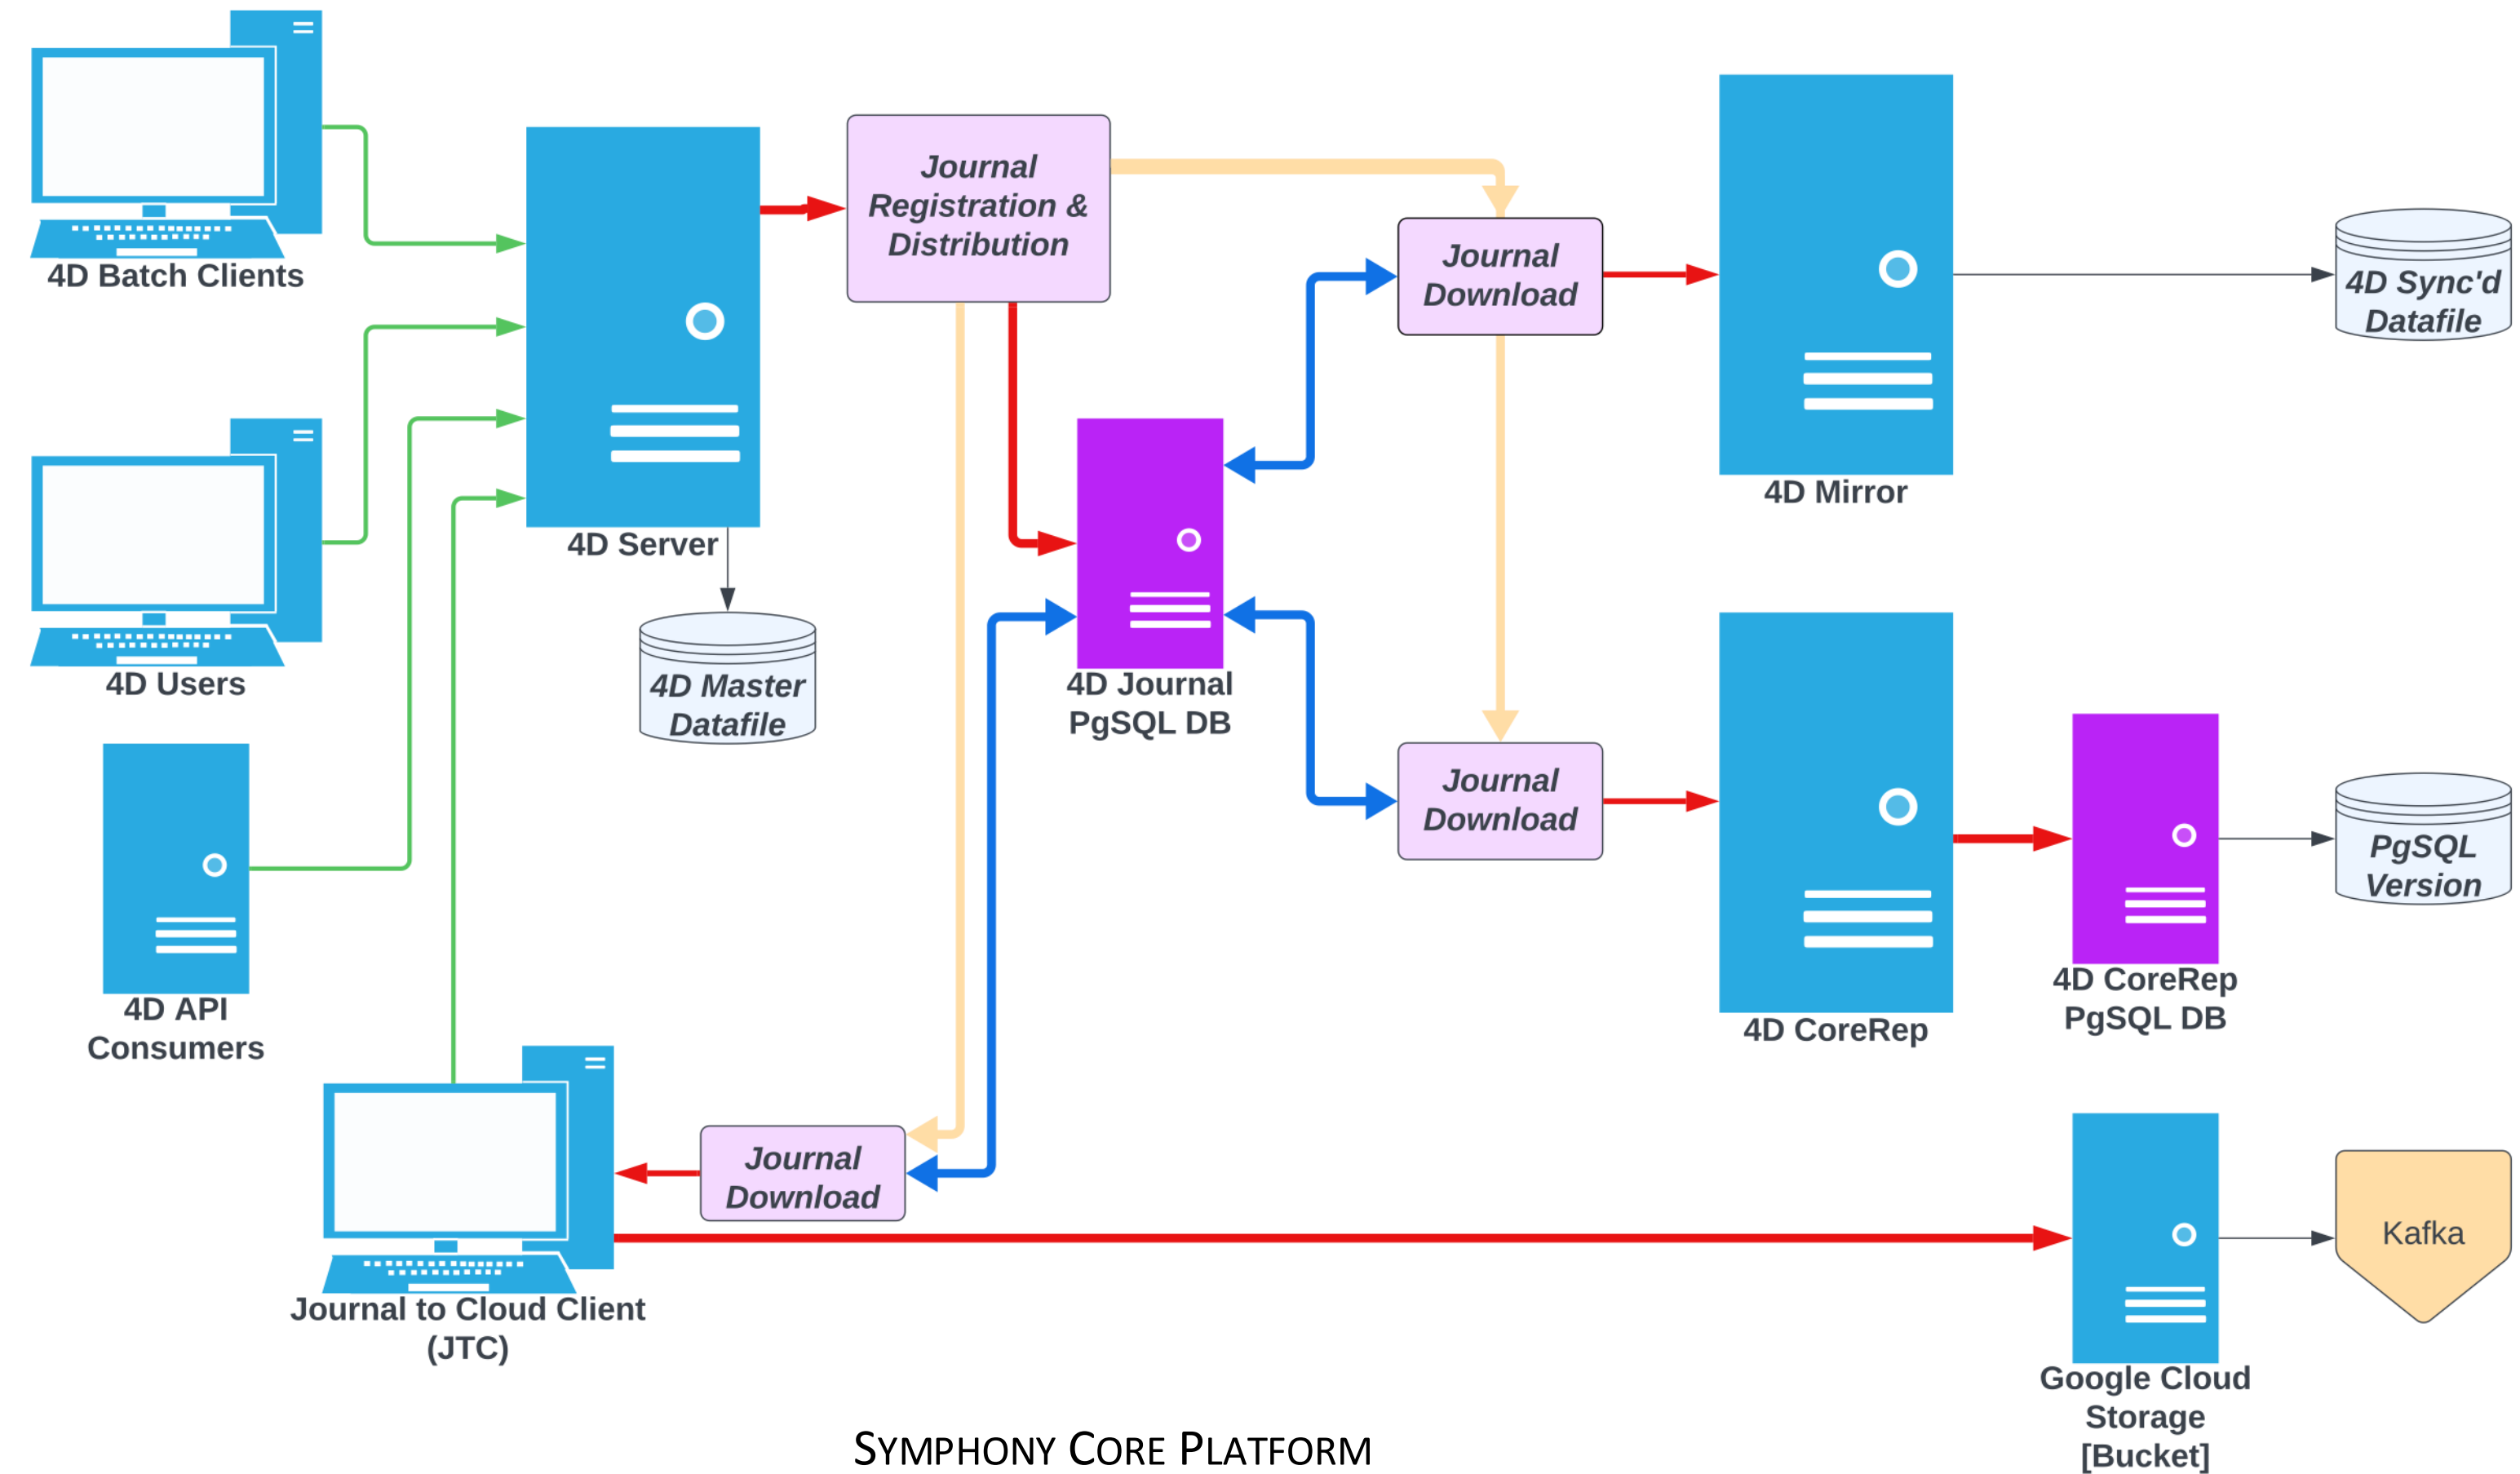 4D Batch Clients
4D Users
4D API
Consumers
Journal to Cloud Client
(JTC)
4D Server
4D Master
Datafile
Journal
Registration &
Distribution
4D Journal
PgSQL DB
Journal
Download
Journal
Download
Journal
Download
4D Mirror
4D Sync'd
Datafile
4D CoreRep
4D CoreRep
PgSQL DB
PgSQL
Version
Google Cloud
Storage
[Bucket]
Kafka
SYMPHONY CORE PLATFORM